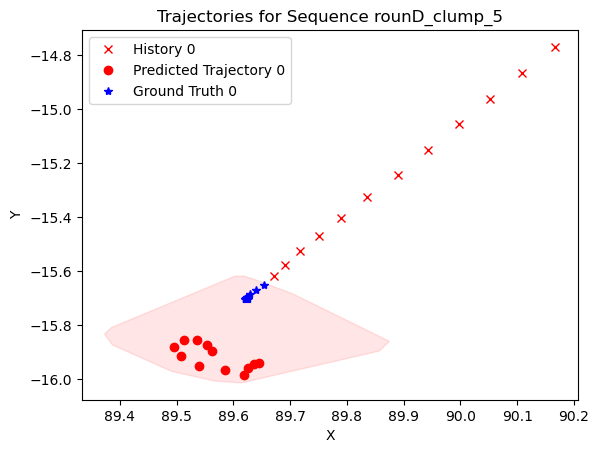 Trajectories for Sequence rounD_clump_5
History 0
Predicted Trajectory 0
Ground Truth 0
Y
−14.8
−15.0
−15.2
−15.4
−15.6
−15.8
−16.0
89.4 89.5 89.6 89.7 89.8 89.9 90.0 90.1 90.2
X